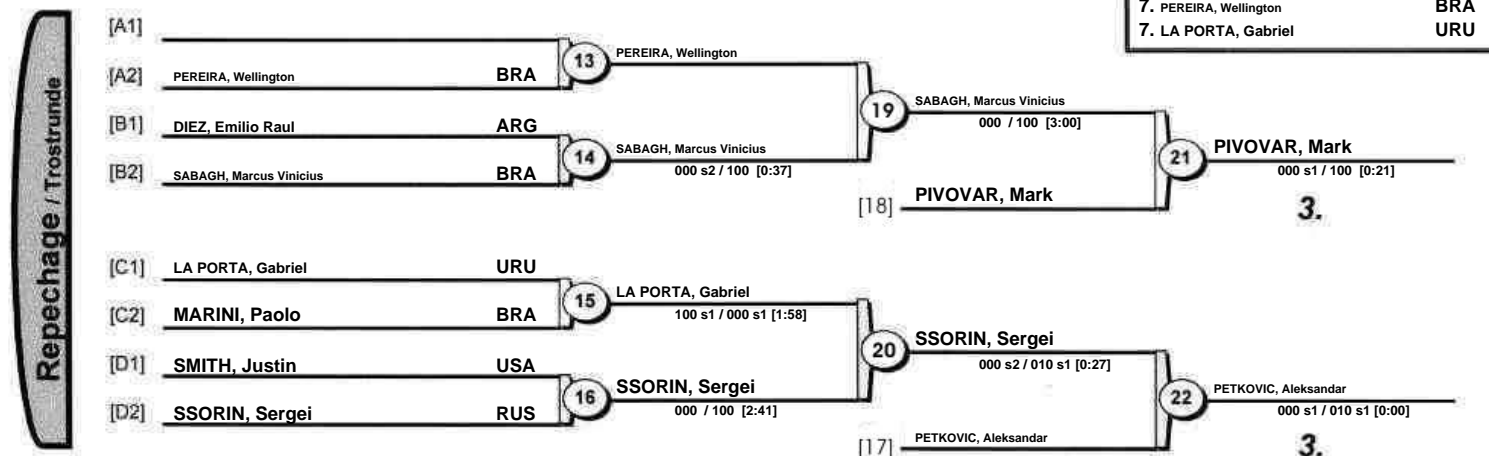 7. PEREIRA, Wellington BRA
7. LA PORTA, Gabriel URU
Repechage / Trostrunde
[A1]
[A2] PEREIRA, Wellington BRA
13 PEREIRA, Wellington
[B1] DIEZ, Emilio Raul ARG
[B2] SABAGH, Marcus Vinicius BRA
14 SABAGH, Marcus Vinicius
000 s2 / 100 [0:37]
19 SABAGH, Marcus Vinicius
000 / 100 [3:00]
[18] PIVOVAR, Mark
21 PIVOVAR, Mark
000 s1 / 100 [0:21]
3.
[C1] LA PORTA, Gabriel URU
[C2] MARINI, Paolo BRA
15 LA PORTA, Gabriel
100 s1 / 000 s1 [1:58]
[D1] SMITH, Justin USA
[D2] SSORIN, Sergei RUS
16 SSORIN, Sergei
000 / 100 [2:41]
20 SSORIN, Sergei
000 s2 / 010 s1 [0:27]
[17] PETKOVIC, Aleksandar
22 PETKOVIC, Aleksandar
000 s1 / 010 s1 [0:00]
3.